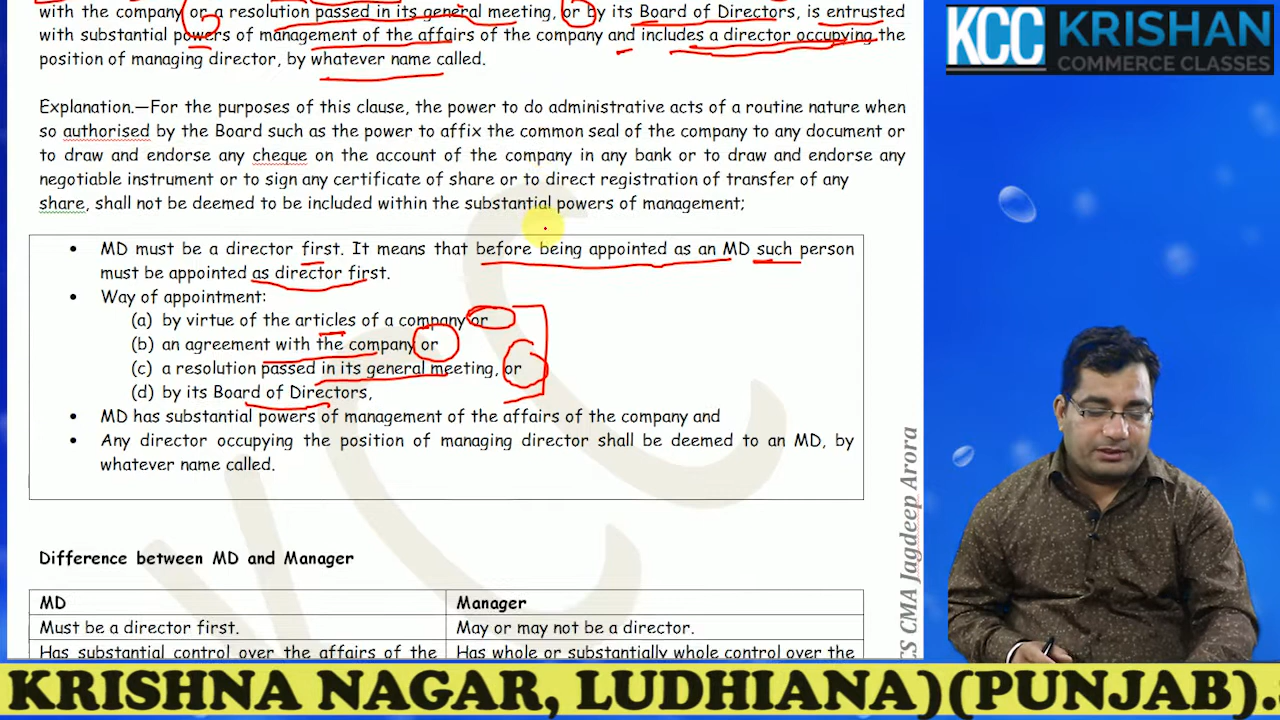 with the company or a resolution passed in its general meeting, or by its Board of Directors, is entrusted
with substantial powers of management of the affairs of the company and includes a director occupying the
position of managing director, by whatever name called.
Explanation.—For the purposes of this clause, the power to do administrative acts of a routine nature when
so authorised by the Board such as the power to affix the common seal of the company to any document or
to draw and endorse any cheque on the account of the company in any bank or to draw and endorse any
negotiable instrument or to sign any certificate of share or to direct registration of transfer of any
share, shall not be deemed to be included within the substantial powers of management;
• MD must be a director first. It means that before being appointed as an MD such person
must be appointed as director first.
• Way of appointment:
(a) by virtue of the articles of a company or
(b) an agreement with the company or
(c) a resolution passed in its general meeting, or
(d) by its Board of Directors,
• MD has substantial powers of management of the affairs of the company and
• Any director occupying the position of managing director shall be deemed to an MD, by
whatever name called.
Difference between MD and Manager
MD Manager
Must be a director first. May or may not be a director.
Has substantial control over the affairs of the Has whole or substantially whole control over the
CS CMA Jagdeep Arora
KCC KRISHAN
COMMERCE CLASSES
KRISHNA NAGAR, LUDHIANA)(PUNJAB).